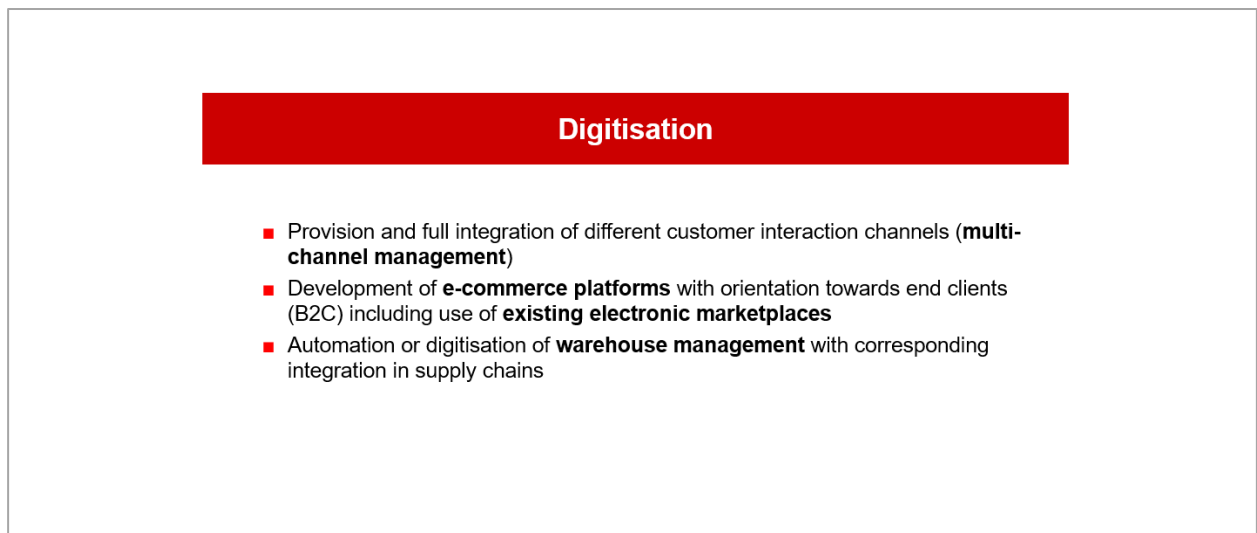 Digitisation
Provision and full integration of different customer interaction channels (multi-
channel management)
Development of e-commerce platforms with orientation towards end clients
(B2C) including use of existing electronic marketplaces
Automation or digitisation of warehouse management with corresponding
integration in supply chains